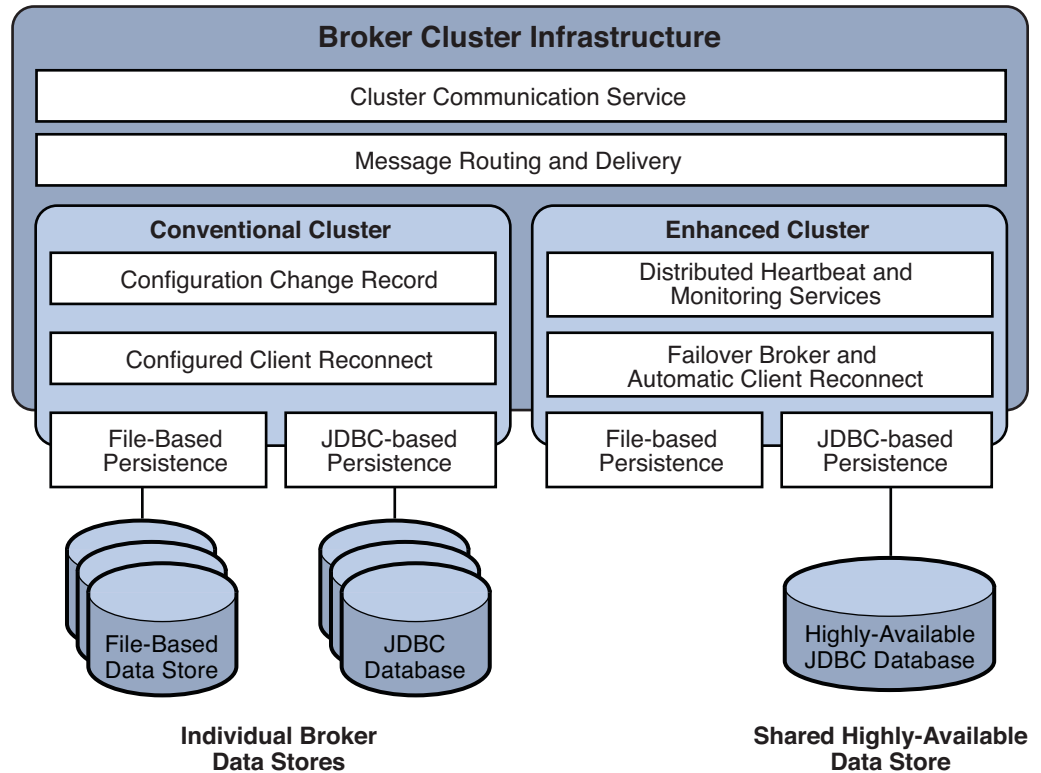 Broker Cluster Infrastructure
Cluster Communication Service
Message Routing and Delivery
Conventional Cluster
Configuration Change Record
Configured Client Reconnect
File-Based
Persistence
JDBC-based
Persistence
Enhanced Cluster
Distributed Heartbeat and
Monitoring Services
Failover Broker and
Automatic Client Reconnect
File-based
Persistence
JDBC-based
Persistence
File-Based
Data Store
JDBC
Database
Highly-Available
JDBC Database
Individual Broker
Data Stores
Shared Highly-Available
Data Store